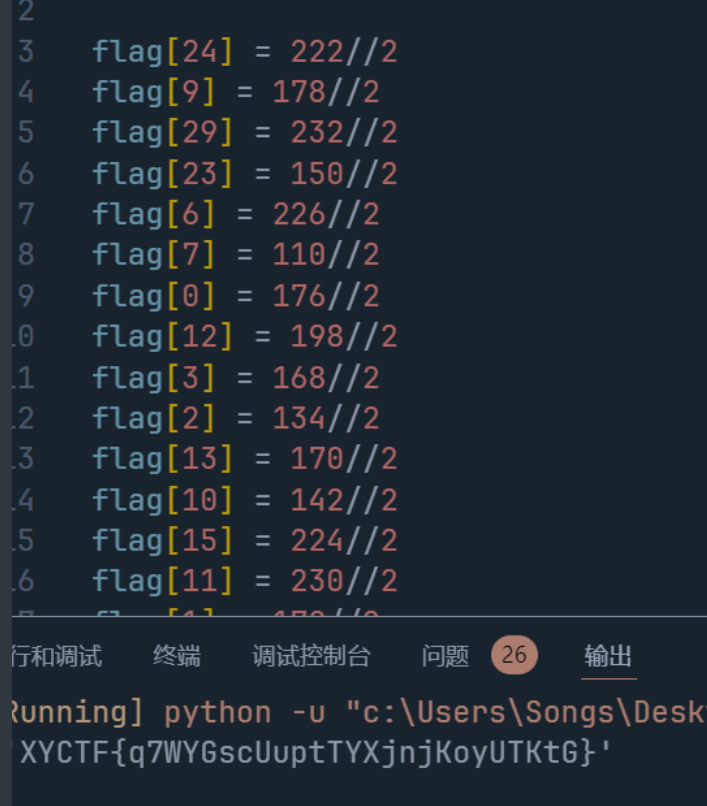 2
3 flag[24] = 222//2
4 flag[9] = 178//2
5 flag[29] = 232//2
6 flag[23] = 150//2
7 flag[6] = 226//2
8 flag[7] = 110//2
9 flag[0] = 176//2
.0 flag[12] = 198//2
.1 flag[3] = 168//2
.2 flag[2] = 134//2
.3 flag[13] = 170//2
.4 flag[10] = 142//2
.5 flag[15] = 224//2
.6 flag[11] = 230//2
行和调试 终端 调试控制台 问题 26 输出
Running] python -u "c:\Users\Songs\Desk
'XYCTF{q7WYGscUuptTYXjnjKoyUTKtG}'